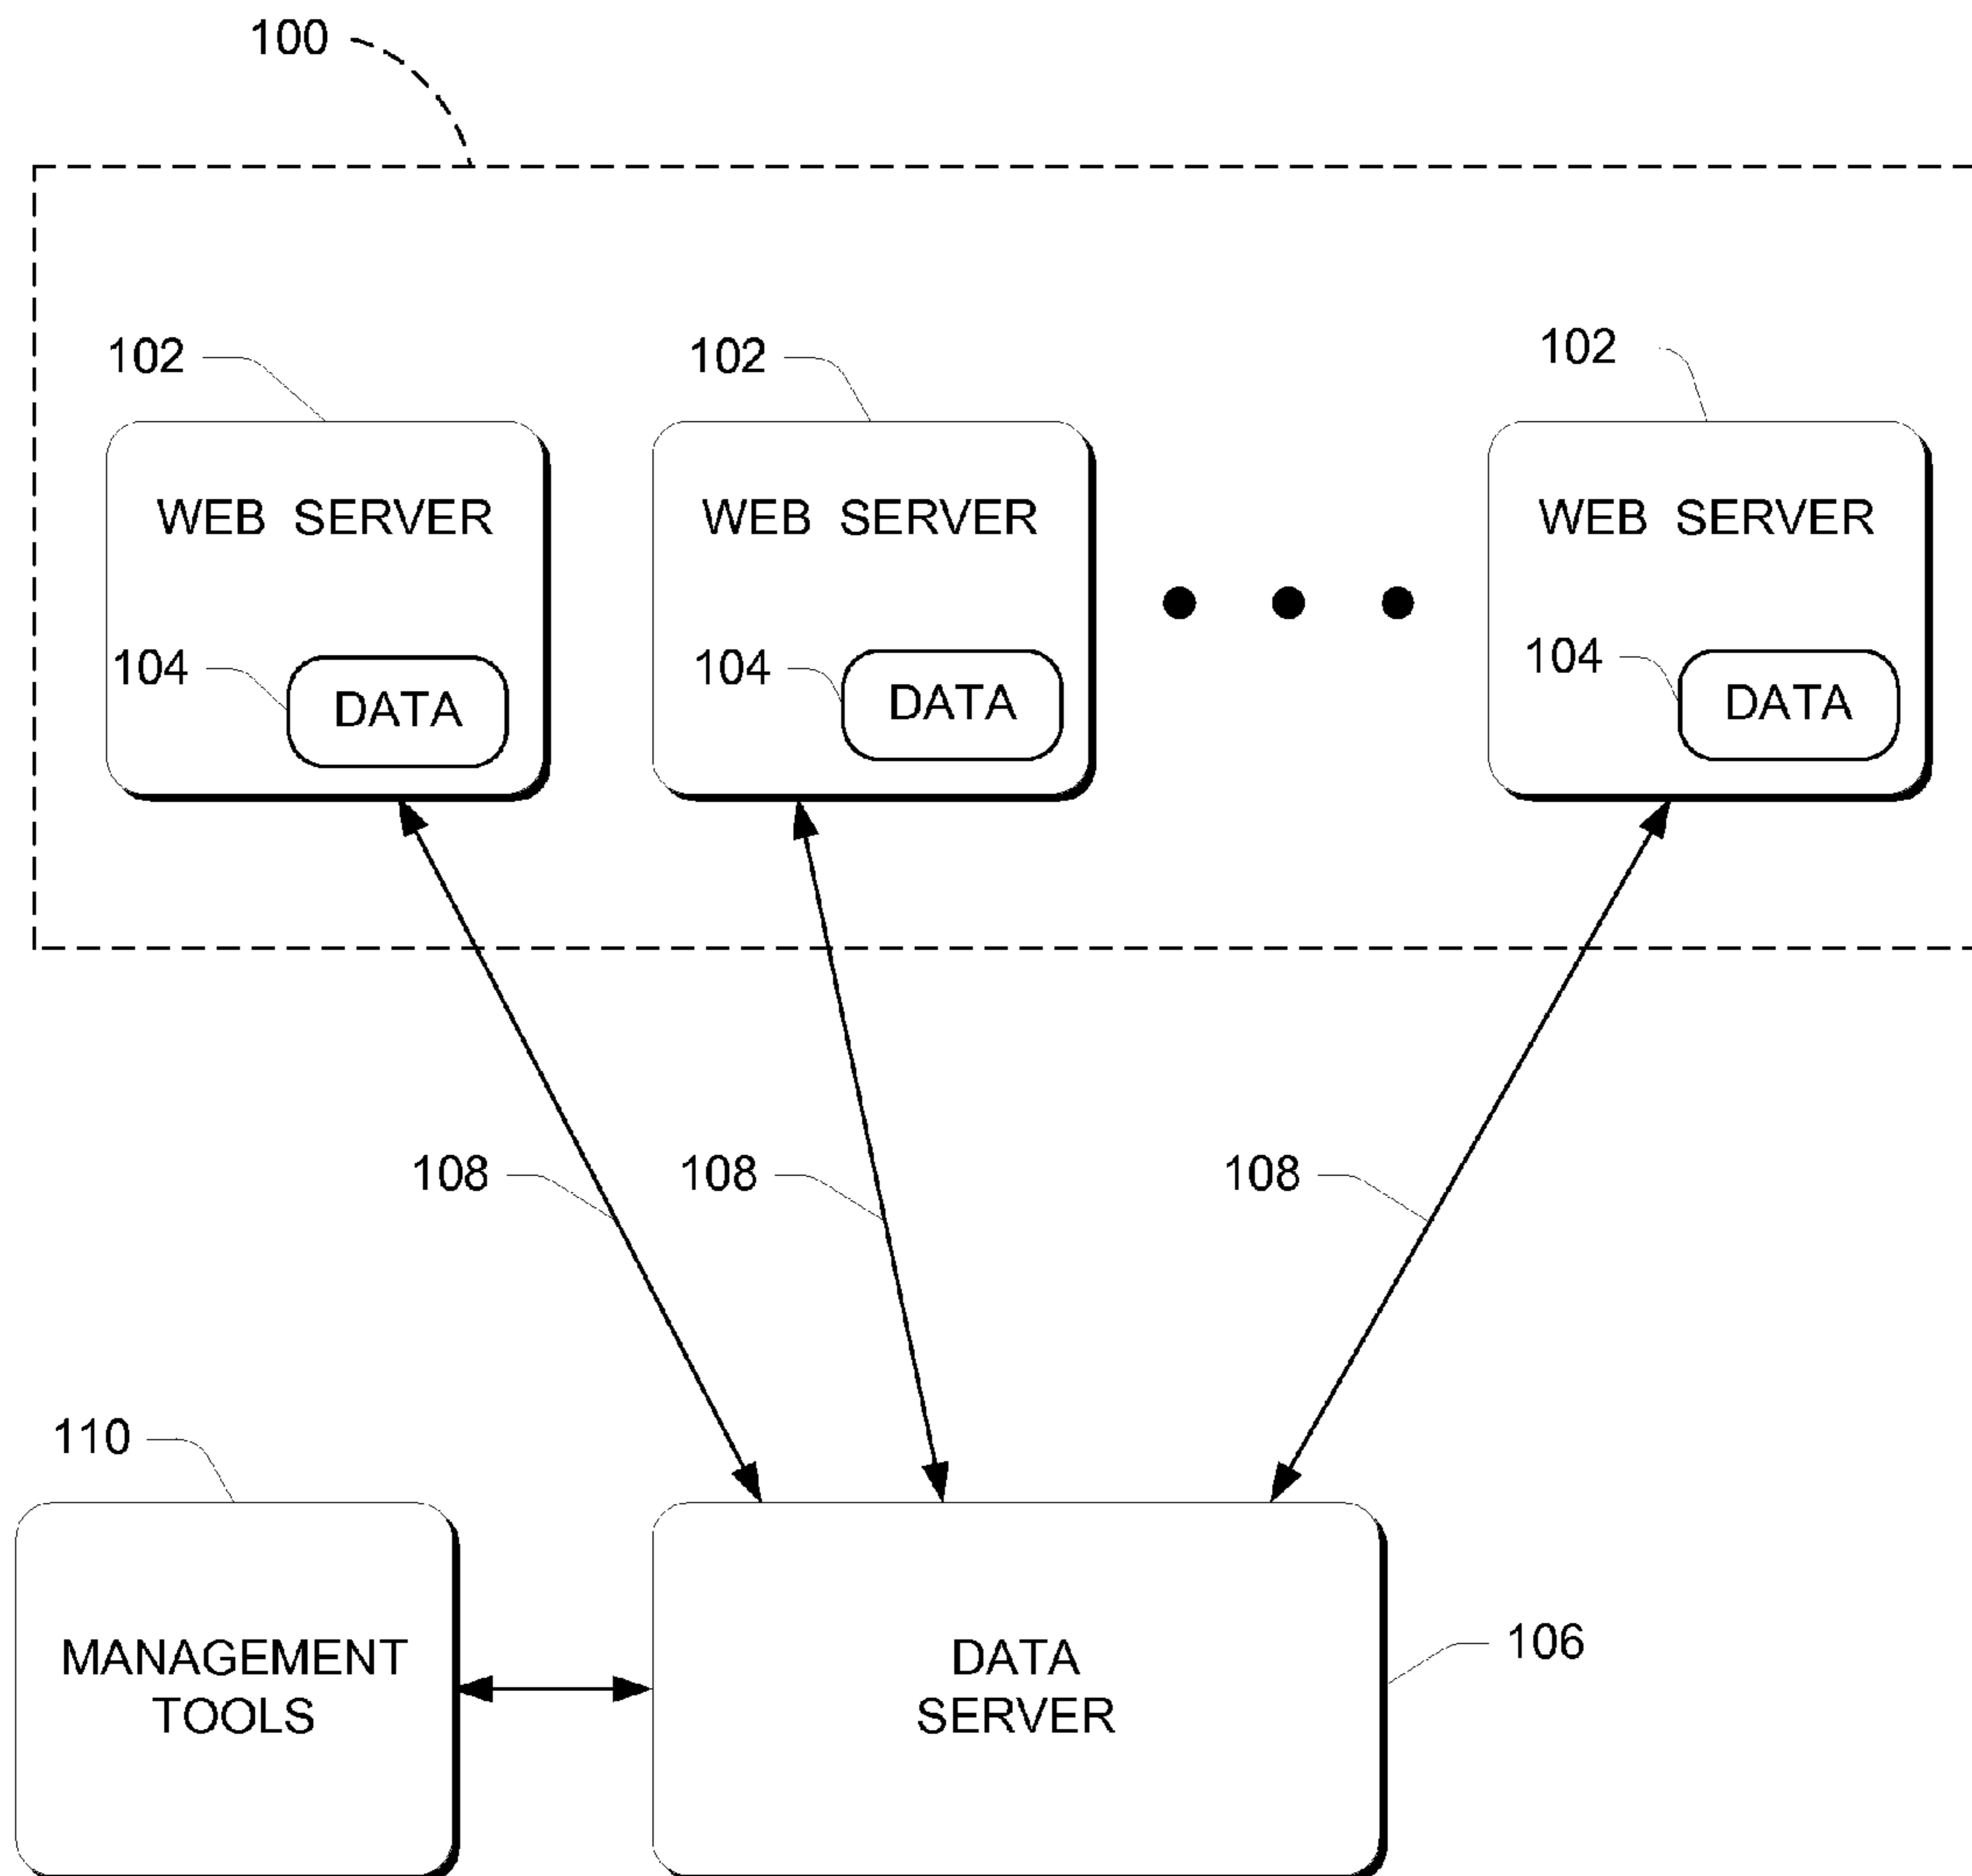 100
102
102
102
WEB SERVER
WEB SERVER
WEB SERVER
104
DATA
104
DATA
104
DATA
108
108
108
110
MANAGEMENT
TOOLS
DATA
SERVER
106